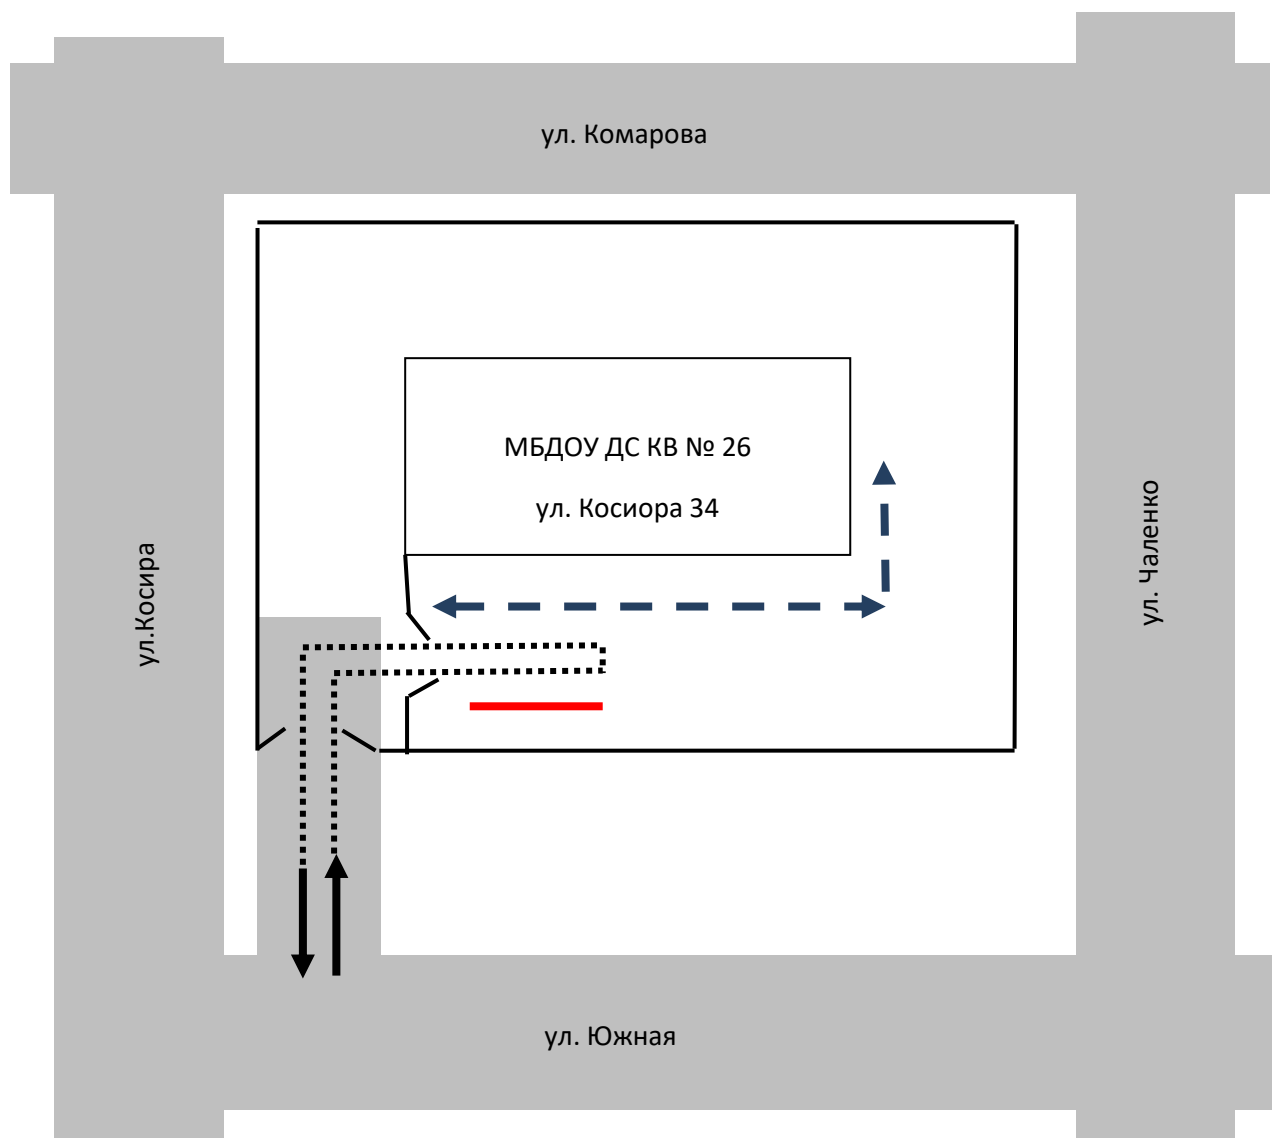 ул. Комарова
МБДОУ ДС КВ № 26
ул. Косиора 34
ул.Косира
ул. Чаленко
ул. Южная